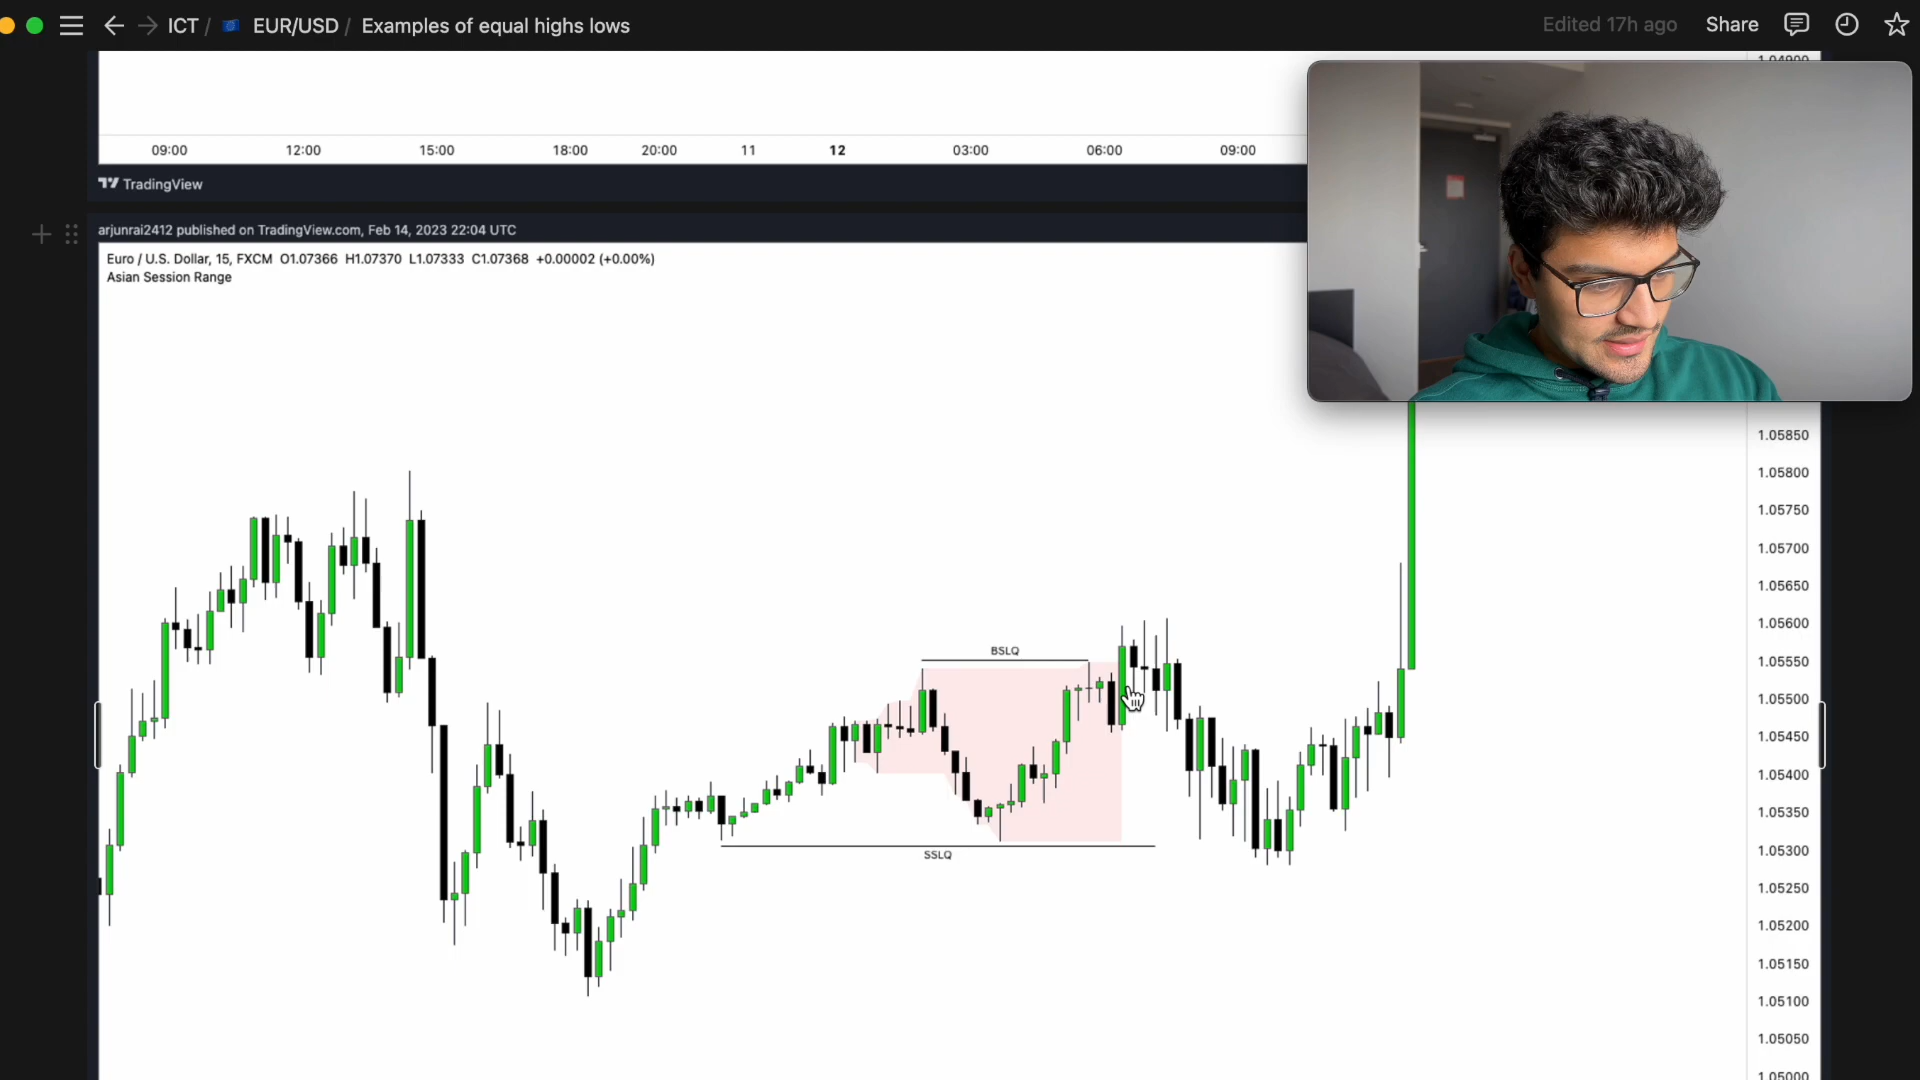 ICT / EUR/USD / Examples of equal highs lows
Edited 17h ago Share
09:00 12:00 15:00 18:00 20:00 11 12 03:00 06:00 09:00
TradingView
arjunrai2412 published on TradingView.com, Feb 14, 2023 22:04 UTC
Euro / U.S. Dollar, 15, FXCM O1.07366 H1.07370 L1.07333 C1.07368 +0.00002 (+0.00%)
Asian Session Range
1.05850
1.05800
1.05750
1.05700
1.05650
1.05600
BSLQ
1.05550
1.05500
1.05450
1.05400
1.05350
1.05300
SSLQ
1.05250
1.05200
1.05150
1.05100
1.05050
1.05000